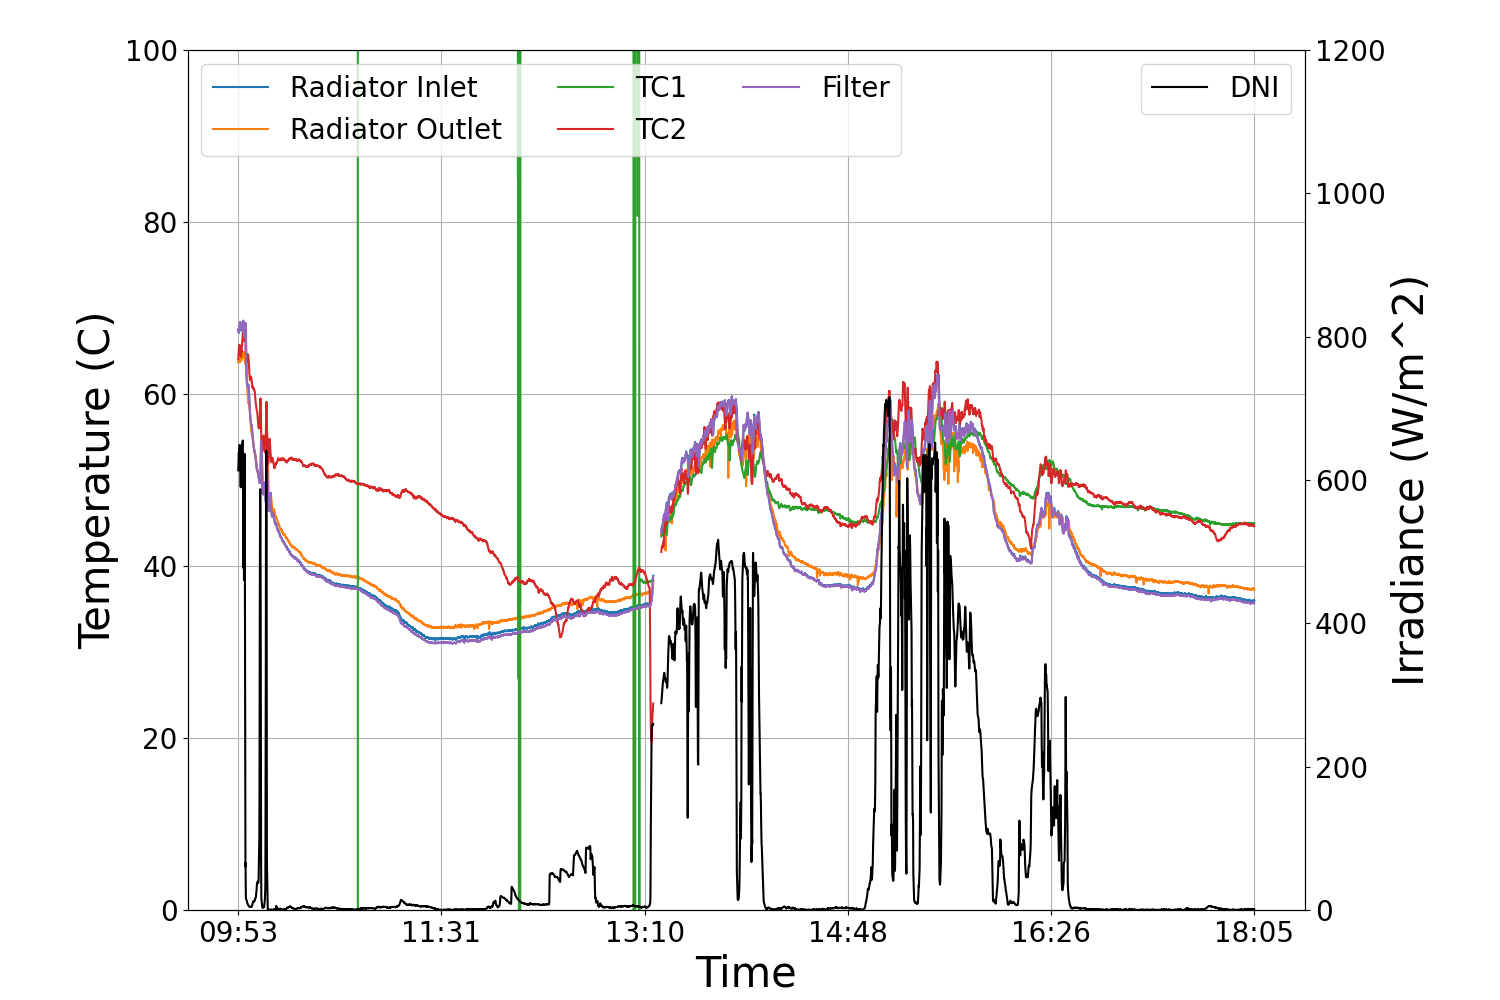 Radiator Inlet
Radiator Outlet
TC1
TC2
Filter
DNI
Temperature (C)
100
80
60
40
20
0
1200
1000
800
600
400
200
0
Irradiance (W/m^2)
09:53
11:31
13:10
14:48
16:26
18:05
Time